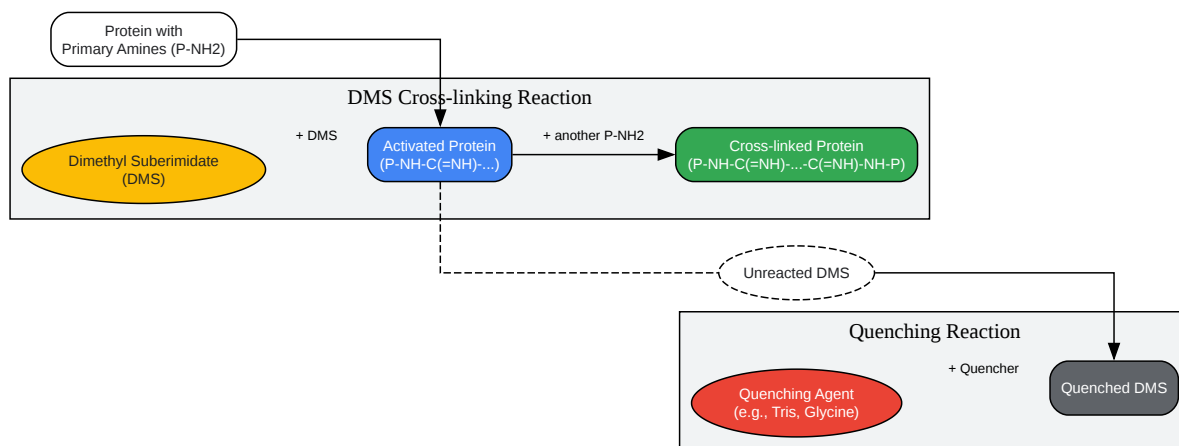 Protein with
Primary Amines (P-NH2)
DMS Cross-linking Reaction
+ DMS
+ another P-NH2
Dimethyl Suberimidate
(DMS)
Activated Protein
(P-NH-C(=NH)-...)
Cross-linked Protein
(P-NH-C(=NH)-...-C(=NH)-NH-P)
Unreacted DMS
Quenching Reaction
+ Quencher
Quenching Agent
(e.g., Tris, Glycine)
Quenched DMS